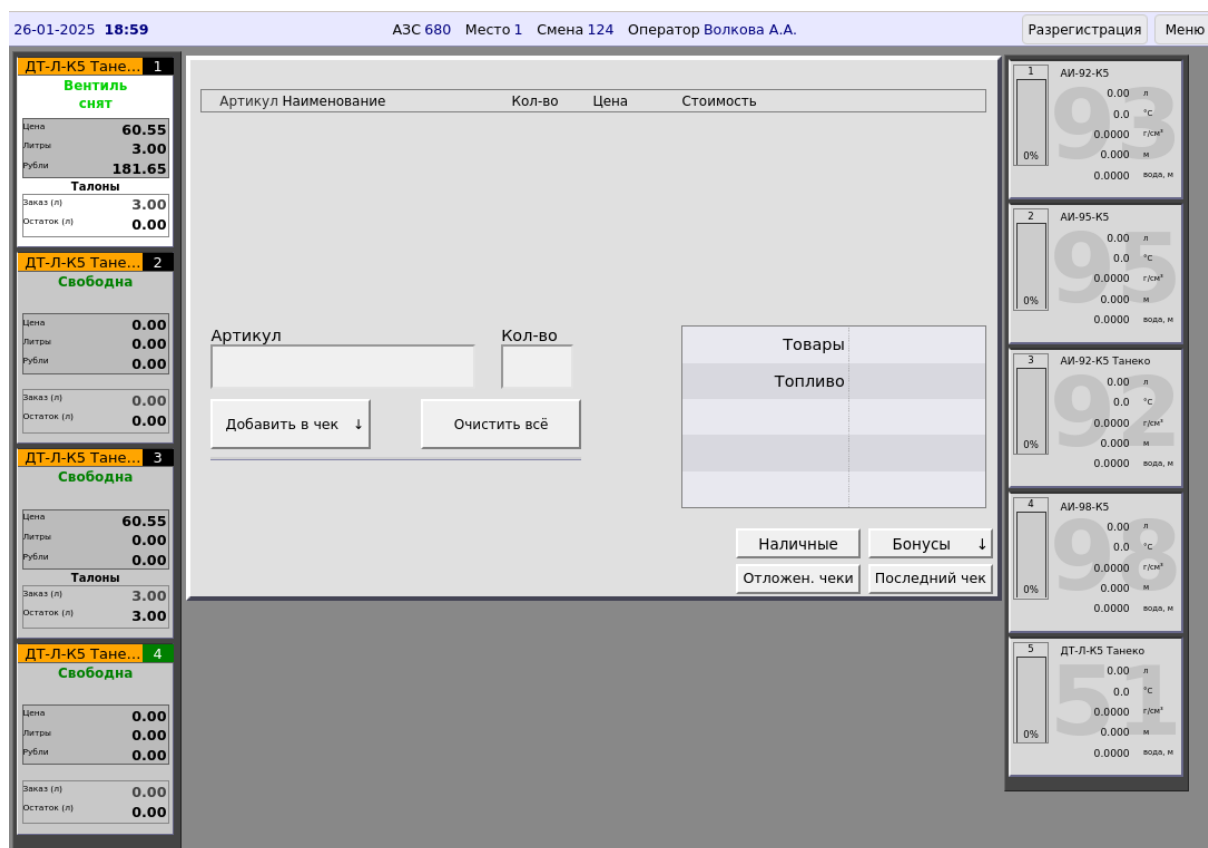 26-01-2025 18:59 АЗС 680 Место 1 Смена 124 Оператор Волкова А.А. Разрегистрация Меню
ДТ-Л-К5 Тане... 1
Вентиль
снят
Цена 60.55
Литры 3.00
Рубли 181.65
Талоны
Заказ (л) 3.00
Остаток (л) 0.00
ДТ-Л-К5 Тане... 2
Свободна
Цена 0.00
Литры 0.00
Рубли 0.00
Заказ (л) 0.00
Остаток (л) 0.00
ДТ-Л-К5 Тане... 3
Свободна
Цена 60.55
Литры 0.00
Рубли 0.00
Талоны
Заказ (л) 3.00
Остаток (л) 3.00
ДТ-Л-К5 Тане... 4
Свободна
Цена 0.00
Литры 0.00
Рубли 0.00
Заказ (л) 0.00
Остаток (л) 0.00
Артикул Наименование Кол-во Цена Стоимость
Артикул Кол-во
Добавить в чек ↓ Очистить всё
Товары
Топливо
Наличные Бонусы ↓
Отложен. чеки Последний чек
1 АИ-92-К5
93
0.00 л
0.0 °C
0.0000 г/см³
0% 0.000 м
0.0000 вода, м
2 АИ-95-К5
95
0.00 л
0.0 °C
0.0000 г/см³
0% 0.000 м
0.0000 вода, м
3 АИ-92-К5 Танеко
92
0.00 л
0.0 °C
0.0000 г/см³
0% 0.000 м
0.0000 вода, м
4 АИ-98-К5
98
0.00 л
0.0 °C
0.0000 г/см³
0% 0.000 м
0.0000 вода, м
5 ДТ-Л-К5 Танеко
51
0.00 л
0.0 °C
0.0000 г/см³
0% 0.000 м
0.0000 вода, м